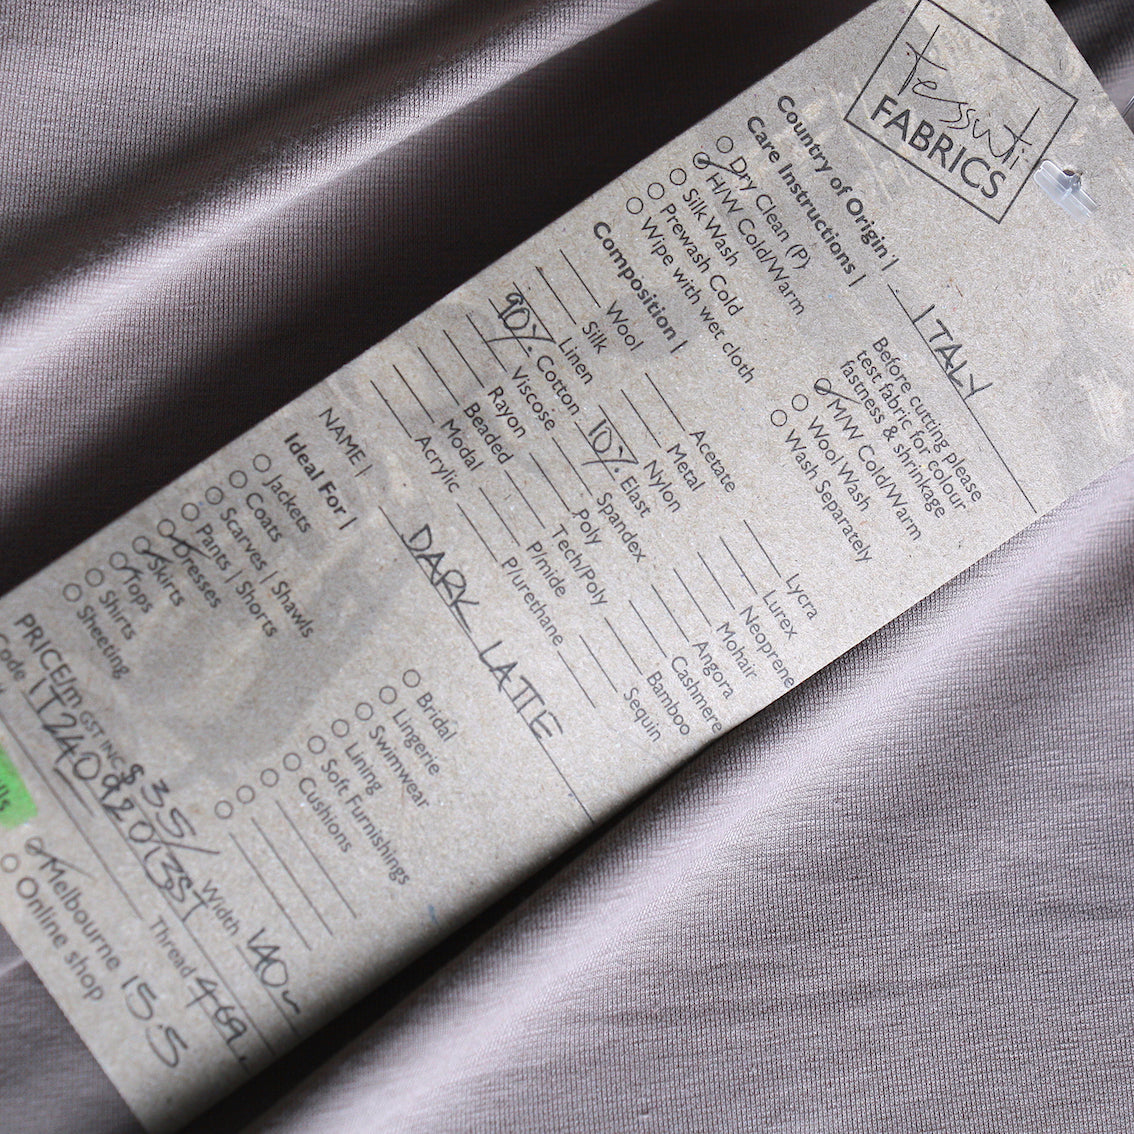 tessuti
FABRICS
Country of Origin | ITALY
Care Instructions |
Dry Clean (P)
H/W Cold/Warm
Silk Wash
Prewash Cold
Wipe with wet cloth
Before cutting please
test fabric for colour
fastness & shrinkage
M/W Cold/Warm
Wool Wash
Wash Separately
Composition |
Wool
Silk
Linen
90% Cotton
Viscose
Rayon
Beaded
Modal
Acrylic
Acetate
Metal
Nylon
10% Elast
Spandex
Poly
Tech/Poly
P/mide
P/urethane
Lycra
Lurex
Neoprene
Mohair
Angora
Cashmere
Bamboo
Sequin
NAME | DARK LATTE
Ideal For |
Jackets
Coats
Scarves | Shawls
Pants | Shorts
Dresses
Skirts
Tops
Shirts
Sheeting
Bridal
Lingerie
Swimwear
Lining
Soft Furnishings
Cushions
PRICE/m GST INC $35/ Width 140
Code Thread 469
Melbourne 155
Online shop